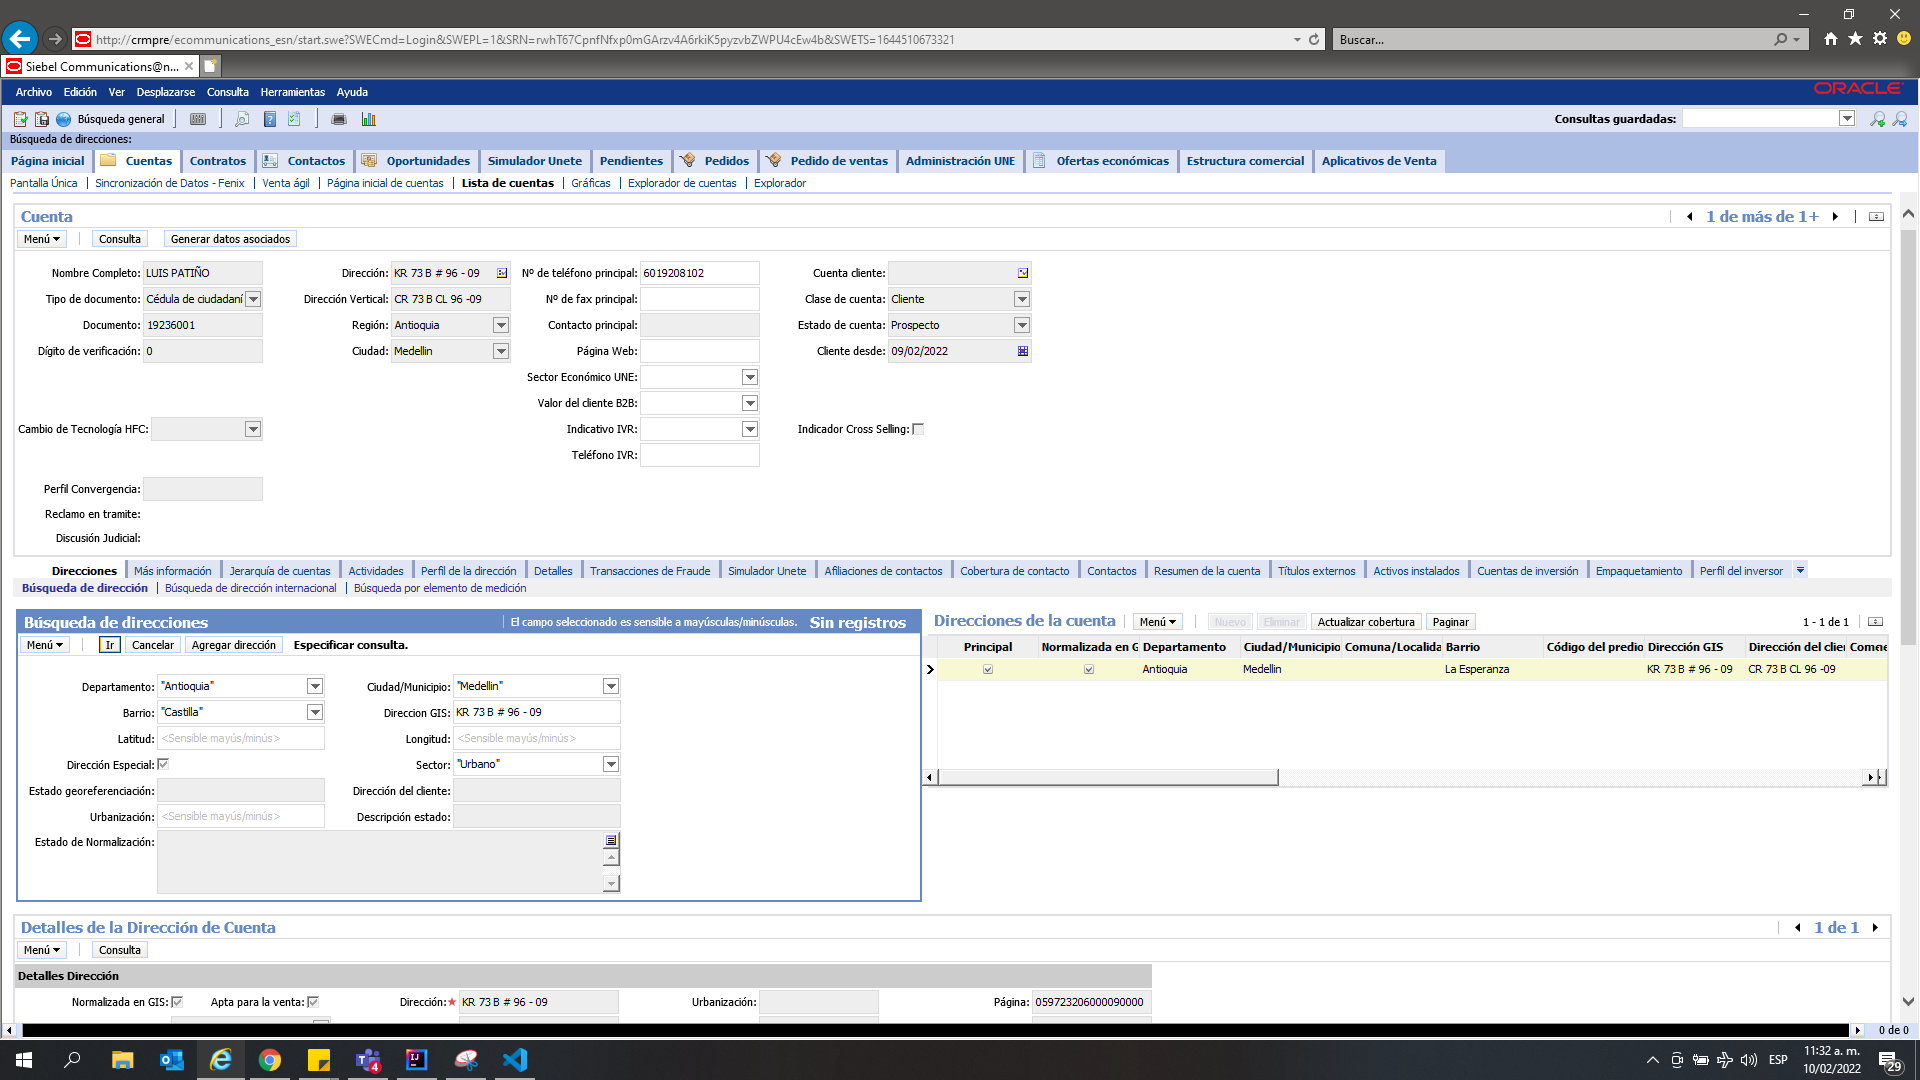 http://crmpre/ecommunications_esn/start.swe?SWECmd=Login&SWEPL=1&SRN=rwhT67CpnfNfxp0mGArzv4A6rkiK5pyzvbZWPU4cEw4b&SWETS=1644510673321
Buscar...
Siebel Communications@n...
Archivo Edición Ver Desplazarse Consulta Herramientas Ayuda
ORACLE
Búsqueda general
Consultas guardadas:
Búsqueda de direcciones:
Página inicial Cuentas Contratos Contactos Oportunidades Simulador Unete Pendientes Pedidos Pedido de ventas Administración UNE Ofertas económicas Estructura comercial Aplicativos de Venta
Pantalla Única Sincronización de Datos - Fenix Venta ágil Página inicial de cuentas Lista de cuentas Gráficas Explorador de cuentas Explorador
Cuenta
1 de más de 1+
Menú Consulta Generar datos asociados
Nombre Completo: LUIS PATIÑO Dirección: KR 73 B # 96 - 09 Nº de teléfono principal: 6019208102 Cuenta cliente:
Tipo de documento: Cédula de ciudadaní Dirección Vertical: CR 73 B CL 96 -09 Nº de fax principal: Clase de cuenta: Cliente
Documento: 19236001 Región: Antioquia Contacto principal: Estado de cuenta: Prospecto
Dígito de verificación: 0 Ciudad: Medellin Página Web: Cliente desde: 09/02/2022
Sector Económico UNE:
Valor del cliente B2B:
Cambio de Tecnología HFC: Indicativo IVR: Indicador Cross Selling:
Teléfono IVR:
Perfil Convergencia:
Reclamo en tramite:
Discusión Judicial:
Direcciones Más información Jerarquía de cuentas Actividades Perfil de la dirección Detalles Transacciones de Fraude Simulador Unete Afiliaciones de contactos Cobertura de contacto Contactos Resumen de la cuenta Títulos externos Activos instalados Cuentas de inversión Empaquetamiento Perfil del inversor
Búsqueda de dirección Búsqueda de dirección internacional Búsqueda por elemento de medición
Búsqueda de direcciones El campo seleccionado es sensible a mayúsculas/minúsculas. Sin registros
Menú Ir Cancelar Agregar dirección Especificar consulta.
Departamento: "Antioquia" Ciudad/Municipio: "Medellin"
Barrio: "Castilla" Direccion GIS: KR 73 B # 96 - 09
Latitud: <Sensible mayús/minús> Longitud: <Sensible mayús/minús>
Dirección Especial: Sector: "Urbano"
Estado georeferenciación: Dirección del cliente:
Urbanización: <Sensible mayús/minús> Descripción estado:
Estado de Normalización:
Direcciones de la cuenta Menú Nuevo Eliminar Actualizar cobertura Paginar 1 - 1 de 1
Principal Normalizada en G Departamento Ciudad/Municipio Comuna/Localida Barrio Código del predio Dirección GIS Dirección del clie Come
Antioquia Medellin La Esperanza KR 73 B # 96 - 09 CR 73 B CL 96 -09
Detalles de la Dirección de Cuenta
1 de 1
Menú Consulta
Detalles Dirección
Normalizada en GIS: Apta para la venta: Dirección:* KR 73 B # 96 - 09 Urbanización: Página: 059723206000090000
0 de 0
4
ESP
11:32 a. m.
10/02/2022
29